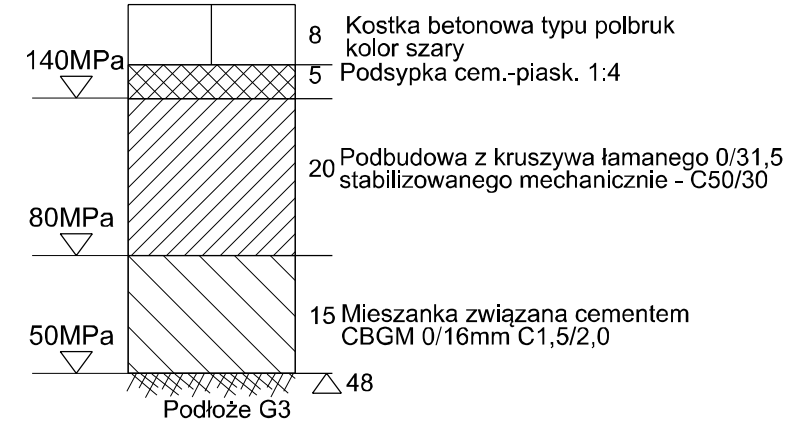 8 Kostka betonowa typu polbruk
kolor szary
140MPa
5 Podsypka cem.-piask. 1:4
20 Podbudowa z kruszywa łamanego 0/31,5
stabilizowanego mechanicznie - C50/30
80MPa
15 Mieszanka związana cementem
CBGM 0/16mm C1,5/2,0
50MPa
48
Podłoże G3